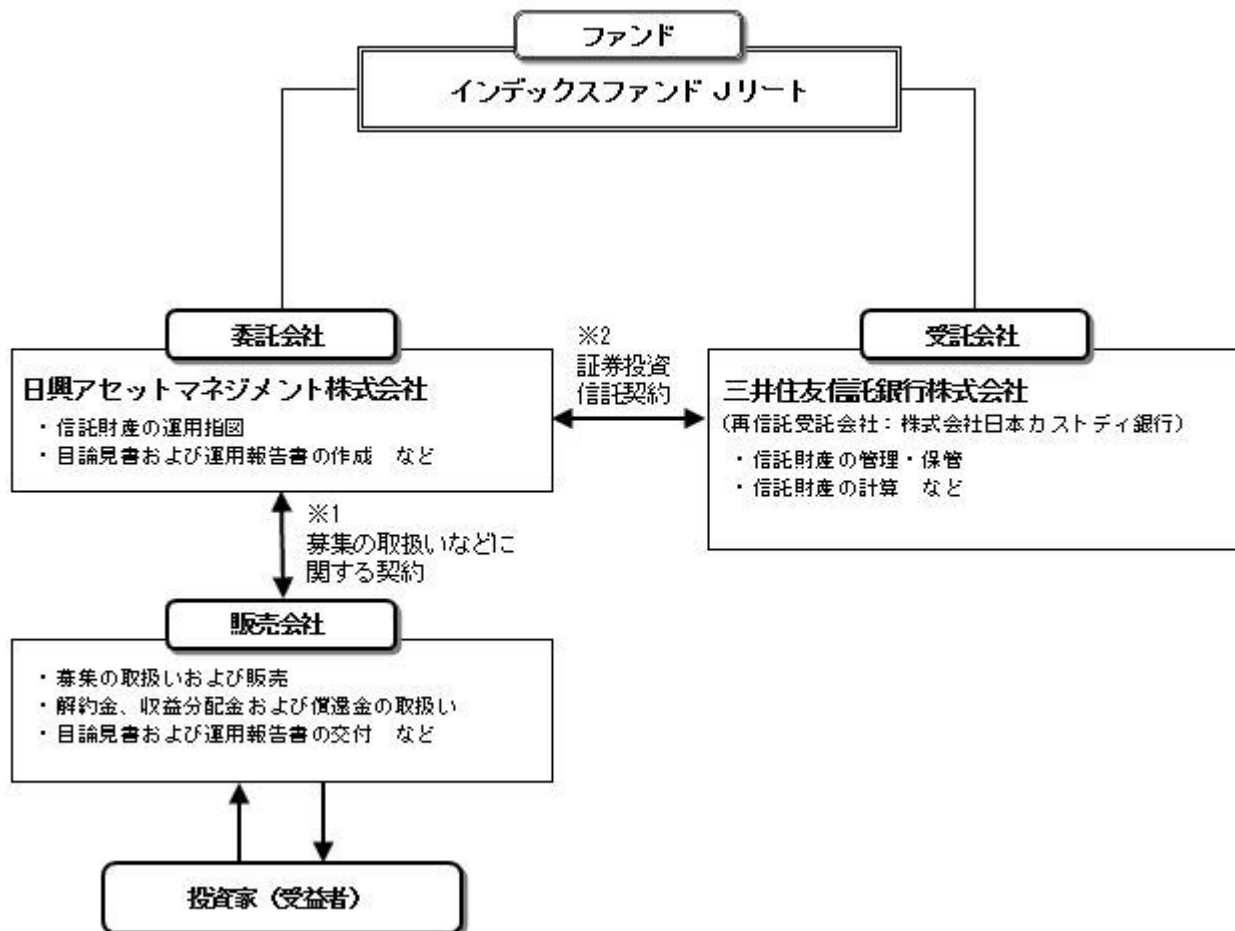 ファンド
インデックスファンド Jリート
委託会社
日興アセットマネジメント株式会社
・信託財産の運用指図
・目論見書および運用報告書の作成 など
※2
証券投資
信託契約
受託会社
三井住友信託銀行株式会社
(再信託受託会社:株式会社日本カストディ銀行)
・信託財産の管理・保管
・信託財産の計算 など
※1
募集の取扱いなどに
関する契約
販売会社
・募集の取扱いおよび販売
・解約金、収益分配金および償還金の取扱い
・目論見書および運用報告書の交付 など
投資家(受益者)